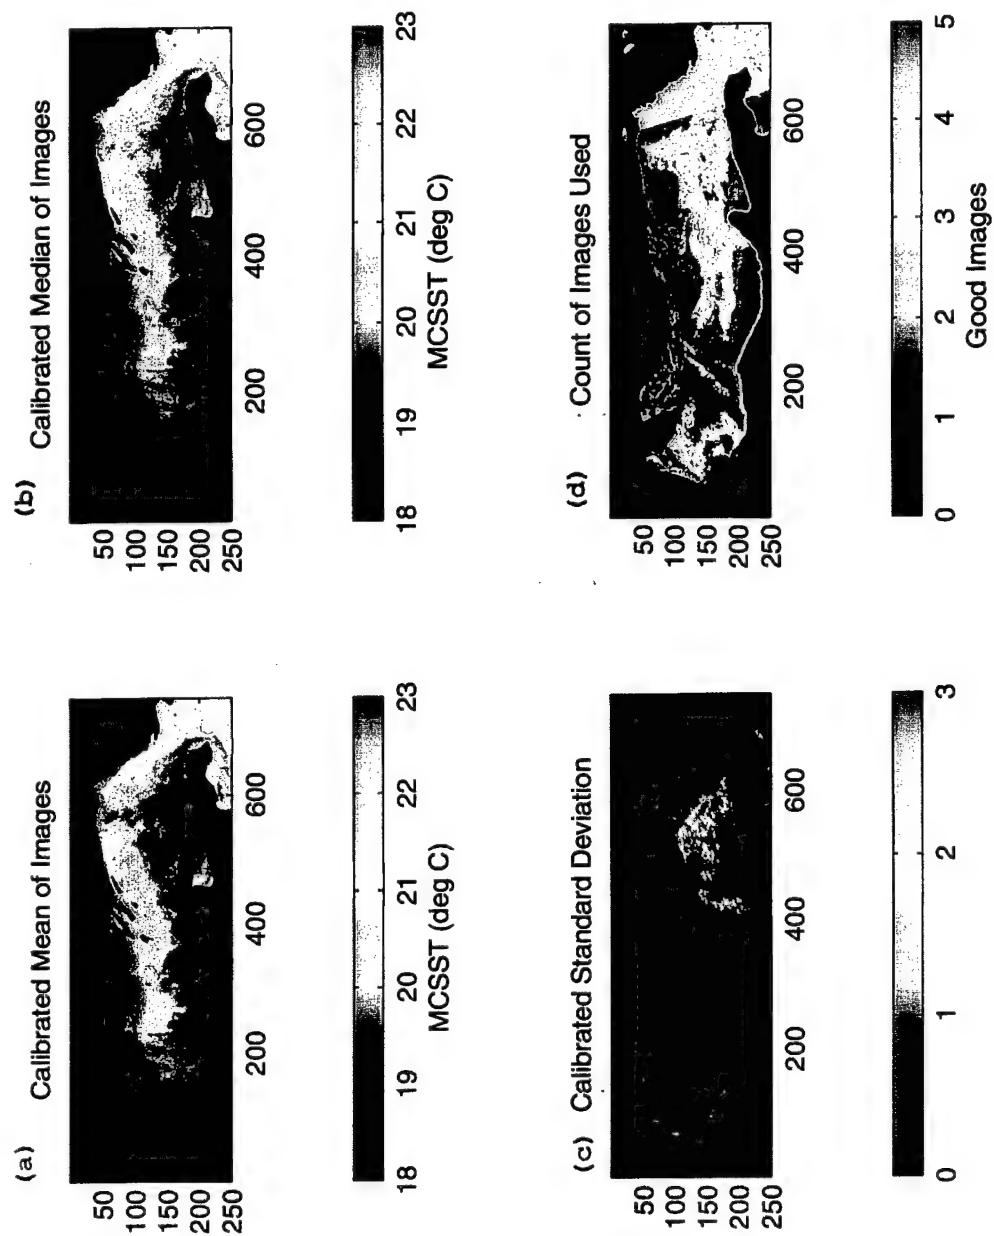 (a) Calibrated Mean of Images
50
100
150
200
250
200 400 600
18 19 20 21 22 23
MCSST (deg C)
(b) Calibrated Median of Images
50
100
150
200
250
200 400 600
18 19 20 21 22 23
MCSST (deg C)
(c) Calibrated Standard Deviation
50
100
150
200
250
200 400 600
0 1 2 3
(d) Count of Images Used
50
100
150
200
250
200 400 600
0 1 2 3 4 5
Good Images